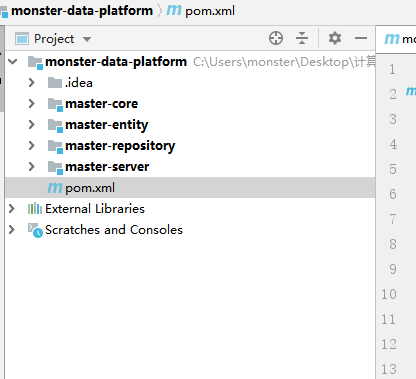 monster-data-platform pom.xml
Project
mo
monster-data-platform C:\Users\monster\Desktop\计算
.idea
master-core
master-entity
master-repository
master-server
pom.xml
External Libraries
Scratches and Consoles
1
2
3
4
5
6
7
8
9
10
11
12
13